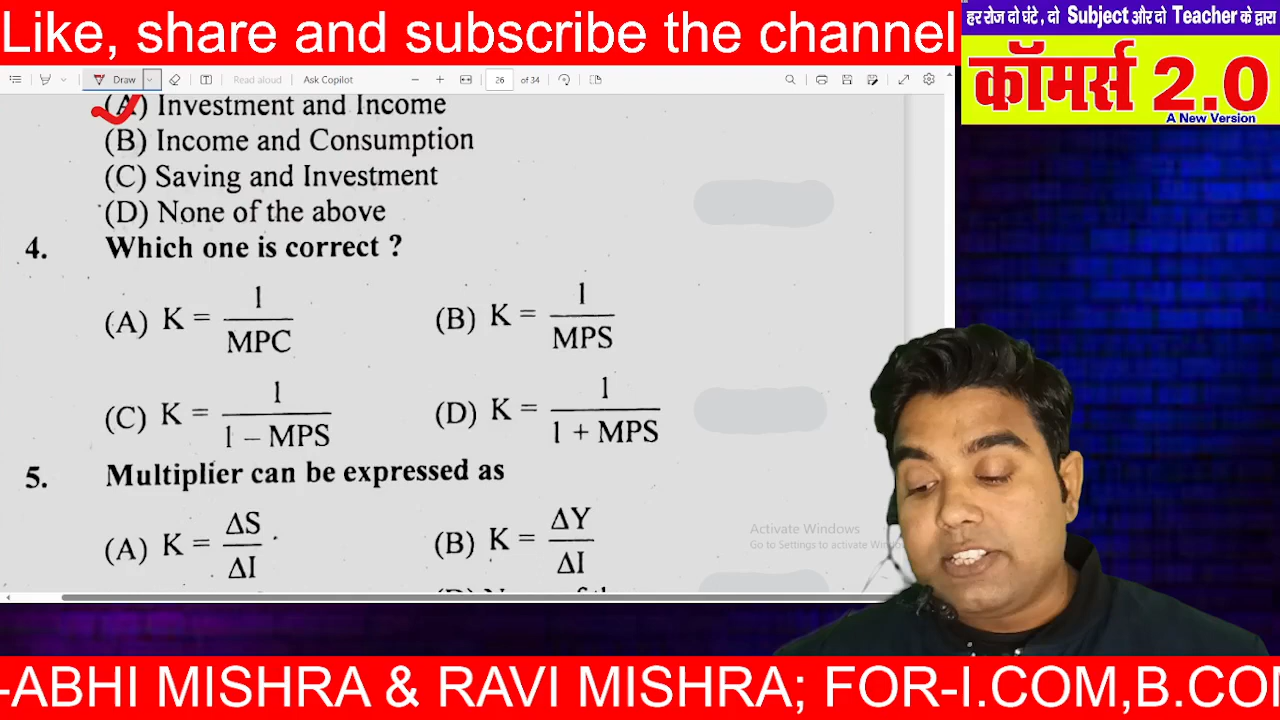 Like, share and subscribe the channel
हर रोज दो घंटे, दो Subject और दो Teacher के द्वारा
कॉमर्स 2.0
A New Version
Draw
Read aloud
Ask Copilot
26
of 34
(A) Investment and Income
(B) Income and Consumption
(C) Saving and Investment
(D) None of the above
4. Which one is correct ?
(A) K = 1 / MPC
(B) K = 1 / MPS
(C) K = 1 / 1 – MPS
(D) K = 1 / 1 + MPS
5. Multiplier can be expressed as
(A) K = ΔS / ΔI
(B) K = ΔY / ΔI
Activate Windows
Go to Settings to activate
-ABHI MISHRA & RAVI MISHRA; FOR-I.COM,B.COM